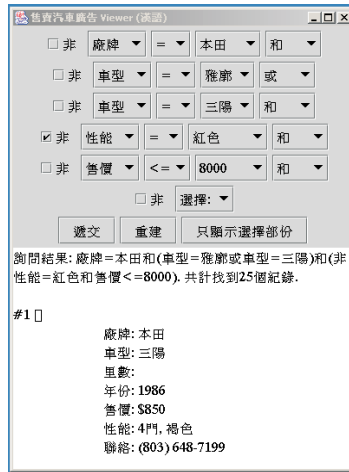 售賣汽車廣告 Viewer (漢語)
非 廠牌 = 本田 和
非 車型 = 雅廊 或
非 車型 = 三陽 和
非 性能 = 紅色 和
非 售價 <= 8000 和
非 選擇:
遞交 重建 只顯示選擇部份
詢問結果: 廠牌=本田和(車型=雅廊或車型=三陽)和(非
性能=紅色和售價<=8000). 共計找到25個紀錄.
#1
廠牌: 本田
車型: 三陽
里數:
年份: 1986
售價: $850
性能: 4門, 褐色
聯絡: (803) 648-7199